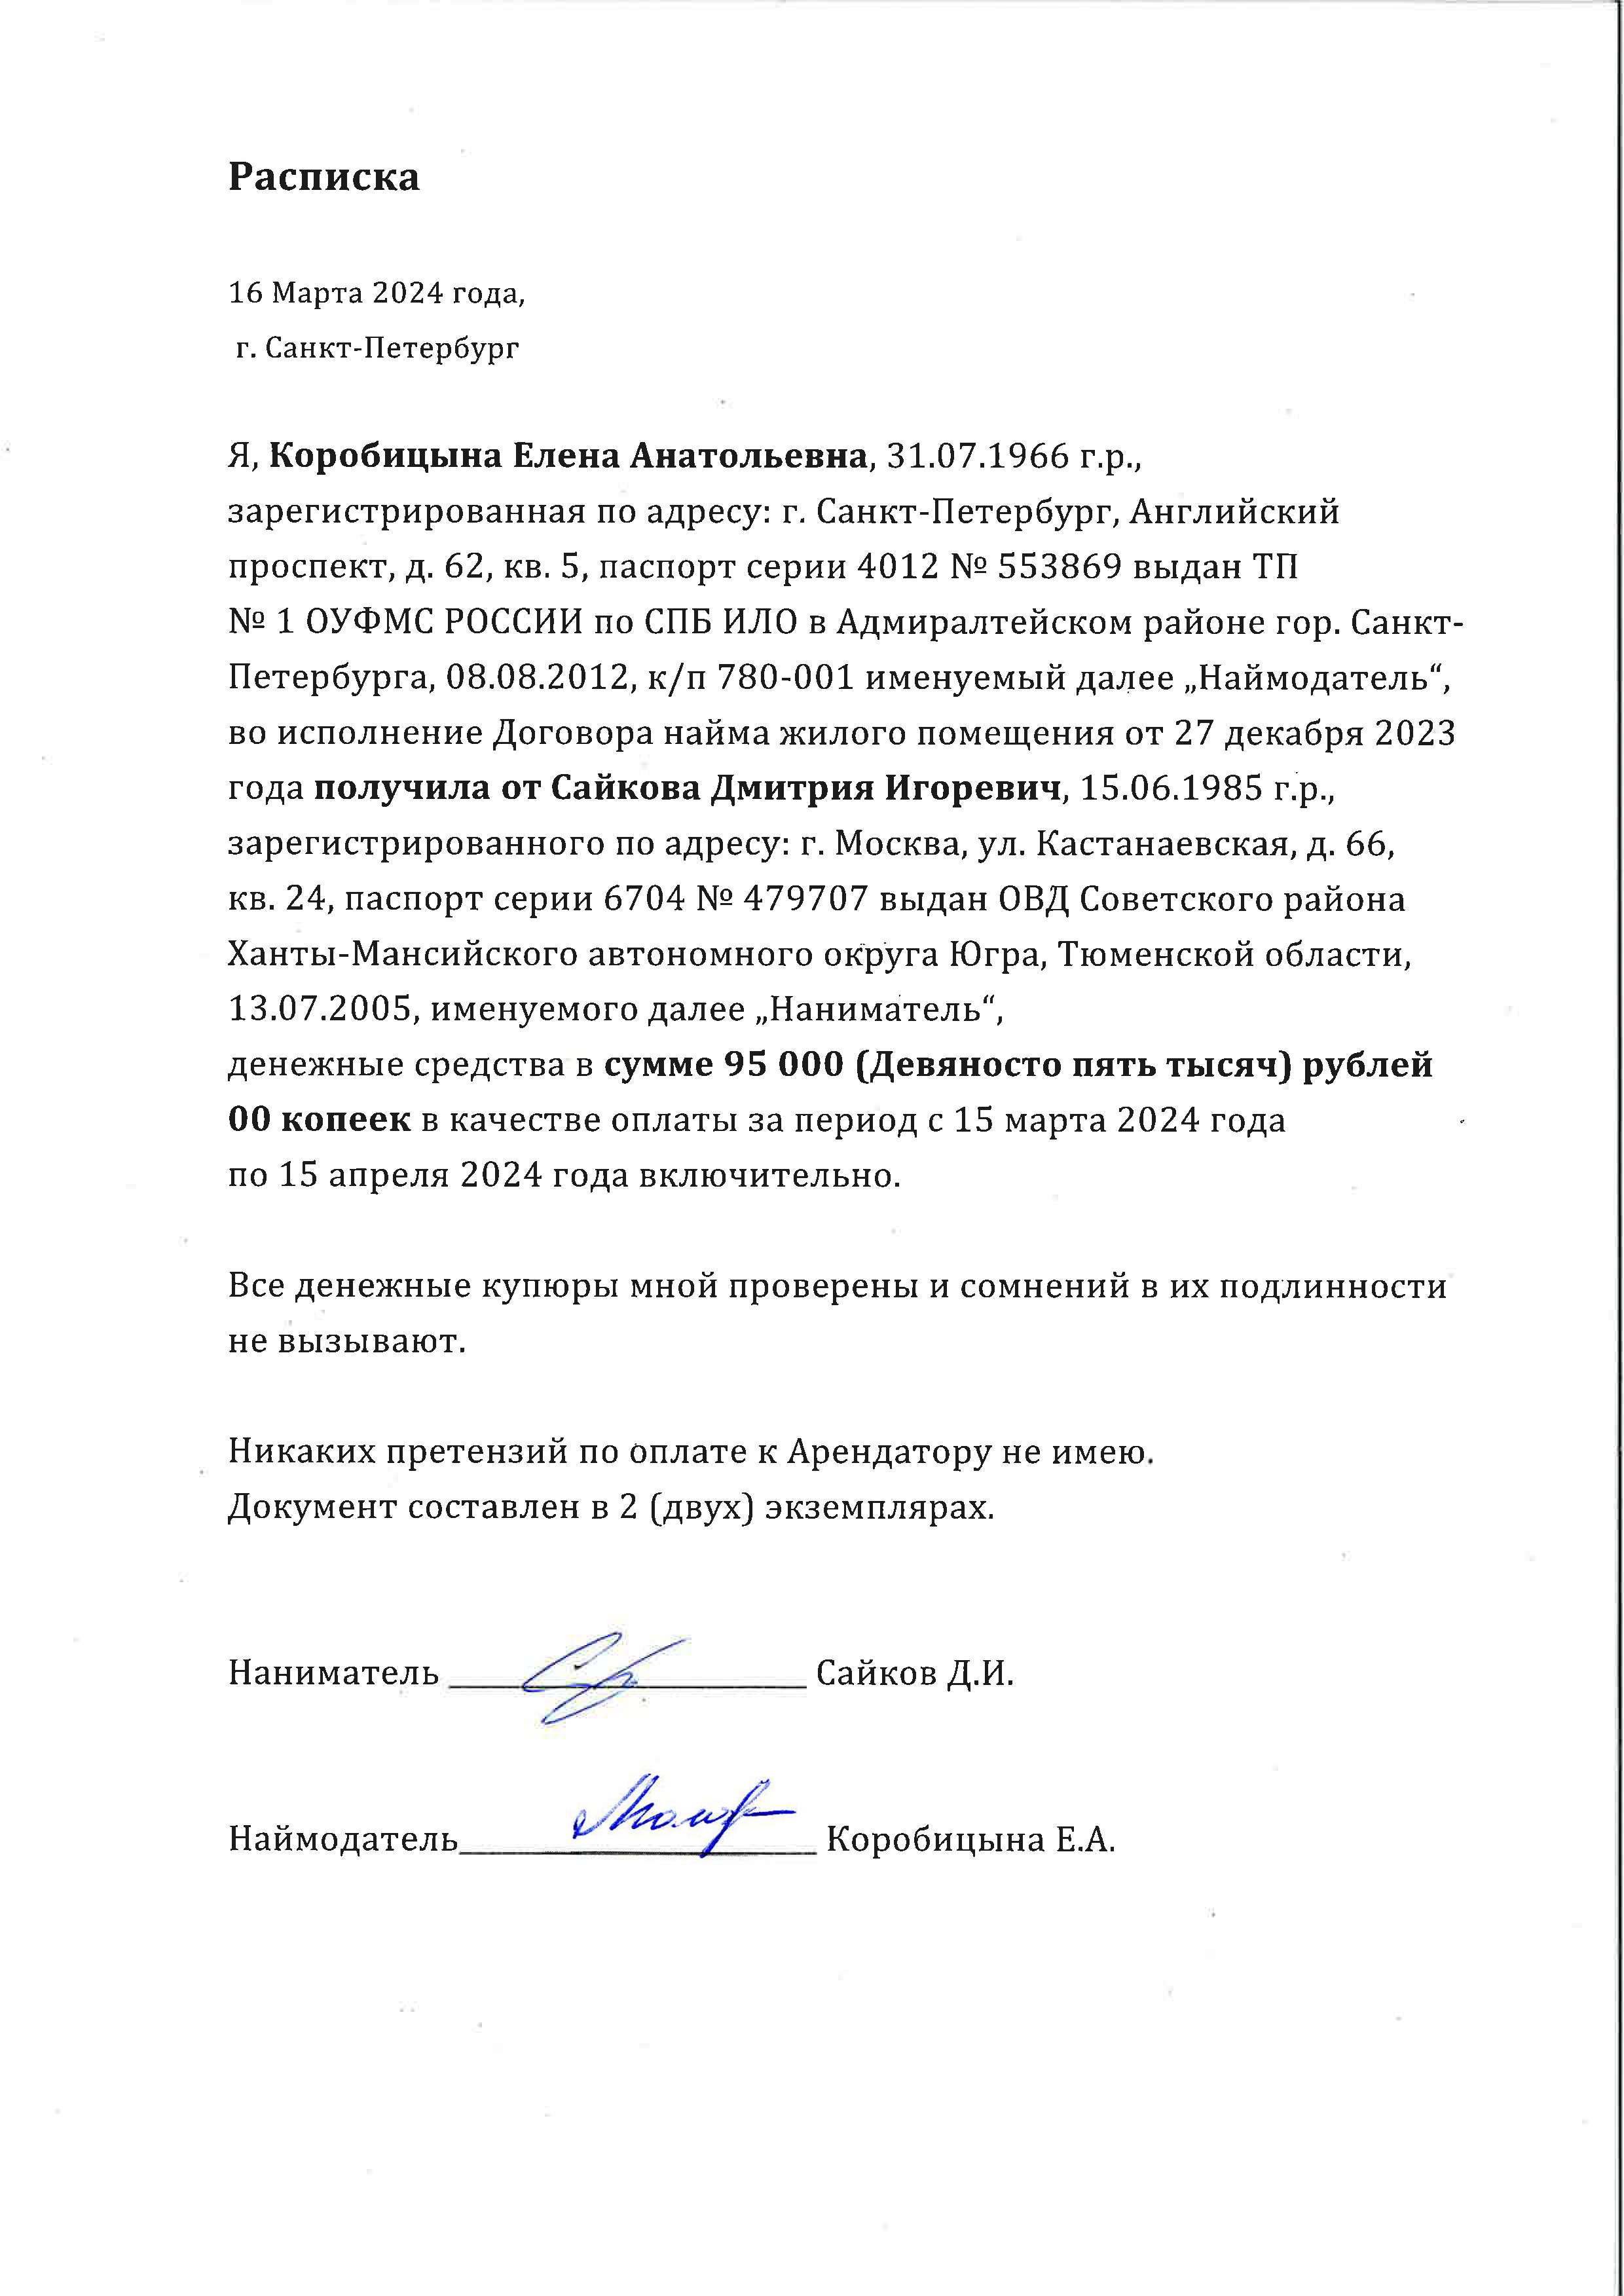 Расписка
16 Марта 2024 года,
г. Санкт-Петербург
Я, Коробицына Елена Анатольевна, 31.07.1966 г.р.,
зарегистрированная по адресу: г. Санкт-Петербург, Английский
проспект, д. 62, кв. 5, паспорт серии 4012 № 553869 выдан ТП
№ 1 ОУФМС РОССИИ по СПБ ИЛО в Адмиралтейском районе гор. Санкт-
Петербурга, 08.08.2012, к/п 780-001 именуемый далее „Наймодатель“,
во исполнение Договора найма жилого помещения от 27 декабря 2023
года получила от Сайкова Дмитрия Игоревич, 15.06.1985 г.р.,
зарегистрированного по адресу: г. Москва, ул. Кастанаевская, д. 66,
кв. 24, паспорт серии 6704 № 479707 выдан ОВД Советского района
Ханты-Мансийского автономного округа Югра, Тюменской области,
13.07.2005, именуемого далее „Наниматель“,
денежные средства в сумме 95 000 (Девяносто пять тысяч) рублей
00 копеек в качестве оплаты за период с 15 марта 2024 года
по 15 апреля 2024 года включительно.
Все денежные купюры мной проверены и сомнений в их подлинности
не вызывают.
Никаких претензий по оплате к Арендатору не имею.
Документ составлен в 2 (двух) экземплярах.
Наниматель ____________________ Сайков Д.И.
Наймодатель____________________ Коробицына Е.А.